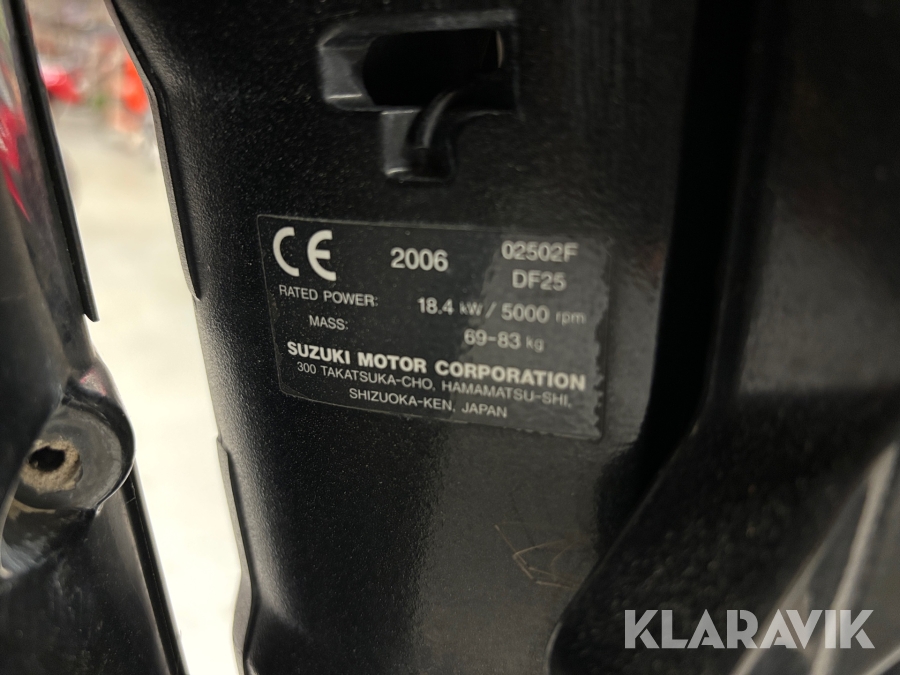 CE 2006 02502F
DF25
RATED POWER: 18.4 kW / 5000 rpm
MASS: 69-83 kg
SUZUKI MOTOR CORPORATION
300 TAKATSUKA-CHO, HAMAMATSU-SHI,
SHIZUOKA-KEN, JAPAN
KLARAVIK